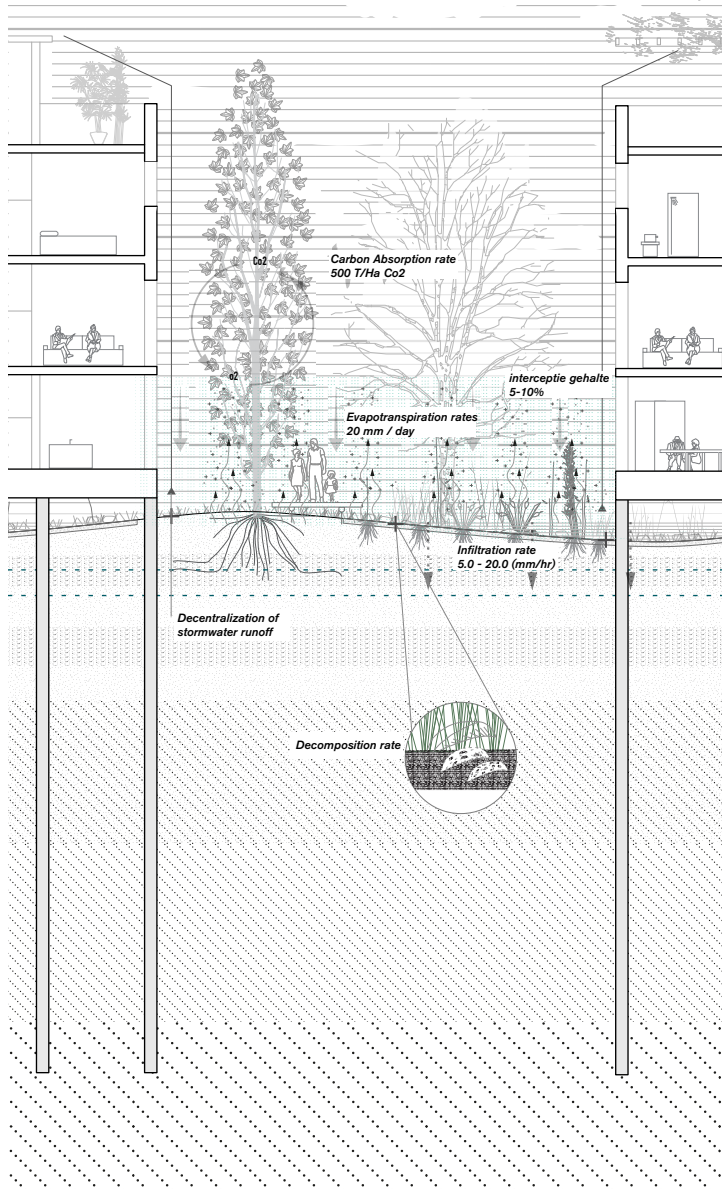 Co2
Carbon Absorption rate
500 T/Ha Co2
o2
interceptie gehalte
5-10%
Evapotranspiration rates
20 mm / day
Infiltration rate
5.0 - 20.0 (mm/hr)
Decentralization of
stormwater runoff
Decomposition rate